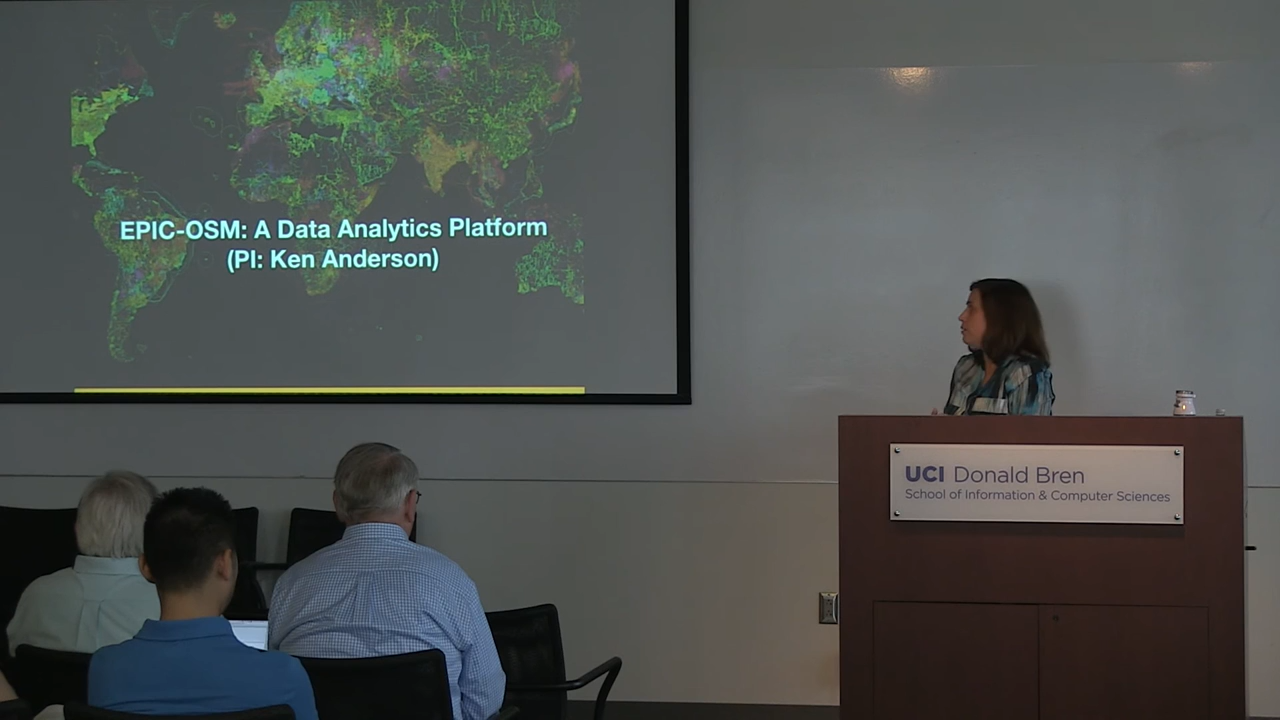 EPIC-OSM: A Data Analytics Platform
(PI: Ken Anderson)
UCI Donald Bren
School of Information & Computer Sciences